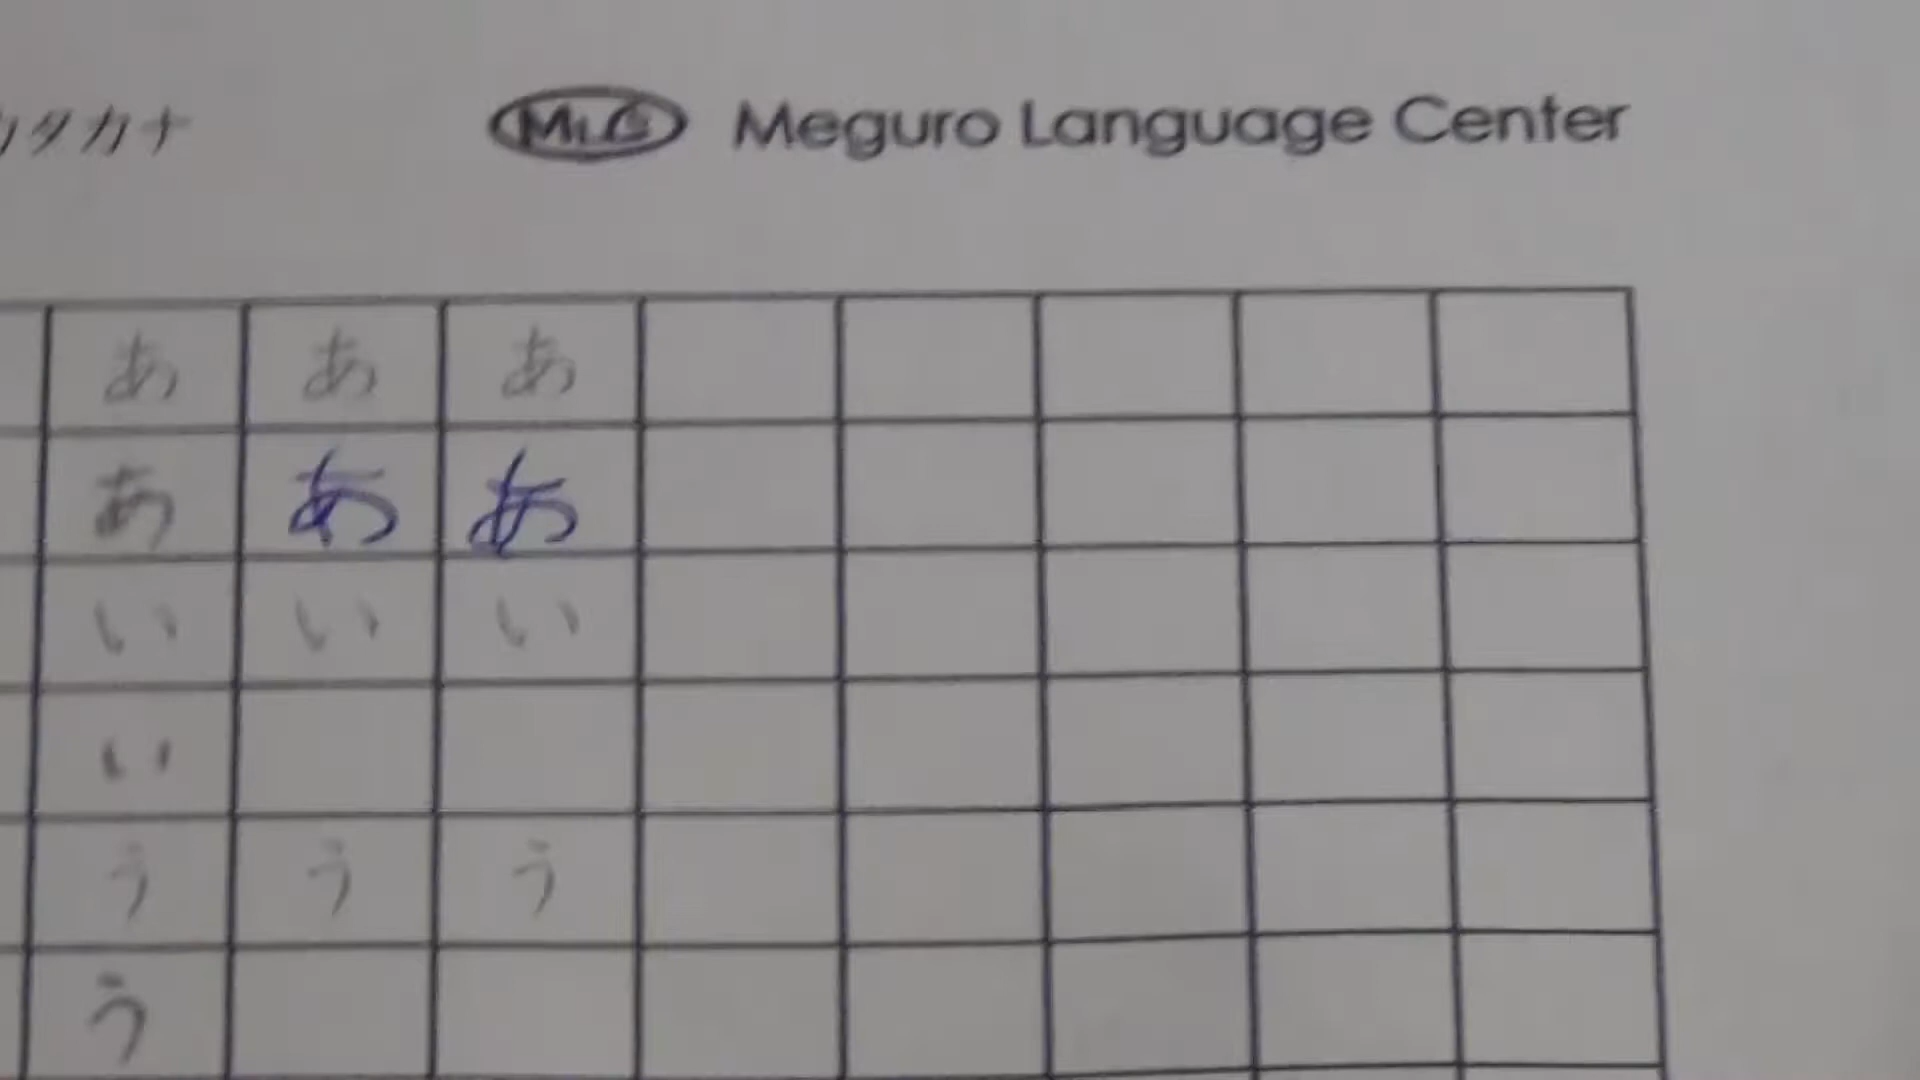 カタカナ MLC Meguro Language Center
あ あ あ
あ あ あ
い い い
い
う う う
う